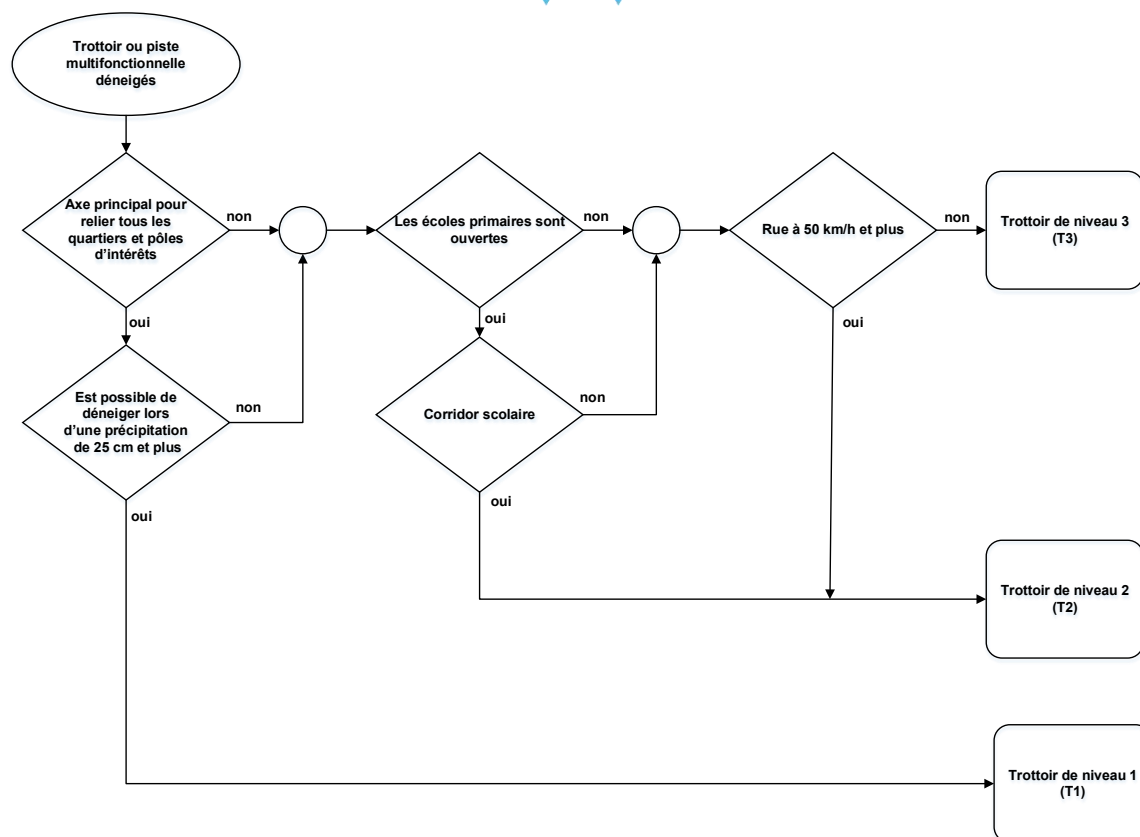 Trottoir ou piste
multifonctionnelle
déneigés
Axe principal pour
relier tous les
quartiers et pôles
d'intérêts
non
oui
Est possible de
déneiger lors
d'une précipitation
de 25 cm et plus
non
oui
Les écoles primaires sont
ouvertes
non
oui
Corridor scolaire
non
oui
Rue à 50 km/h et plus
non
oui
Trottoir de niveau 3
(T3)
Trottoir de niveau 2
(T2)
Trottoir de niveau 1
(T1)